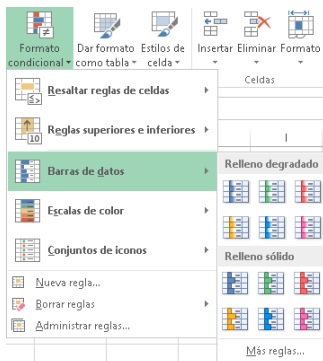 Formato condicional
Dar formato como tabla
Estilos de celda
Insertar
Eliminar
Formato
Celdas
Resaltar reglas de celdas
Reglas superiores e inferiores
10
Barras de datos
Escalas de color
Conjuntos de iconos
Nueva regla...
Borrar reglas
Administrar reglas...
I
Relleno degradado
Relleno sólido
Más reglas...